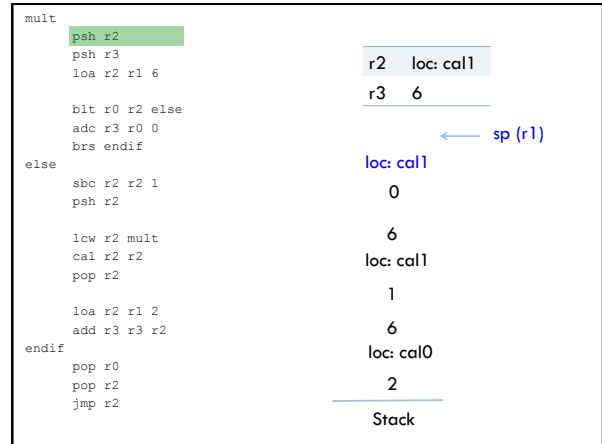 mult
psh r2
psh r3
loa r2 r1 6
blt r0 r2 else
adc r3 r0 0
brs endif
else
sbc r2 r2 1
psh r2
lcw r2 mult
cal r2 r2
pop r2
loa r2 r1 2
add r3 r3 r2
endif
pop r0
pop r2
jmp r2
r2 loc: cal1
r3 6
sp (r1)
loc: cal1
0
6
loc: cal1
1
6
loc: cal0
2
Stack